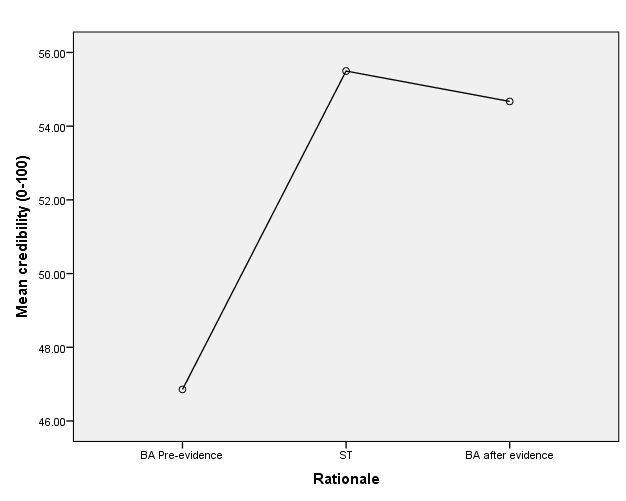 Mean credibility (0-100)
56.00
54.00
52.00
50.00
48.00
46.00
BA Pre-evidence
ST
BA after evidence
Rationale